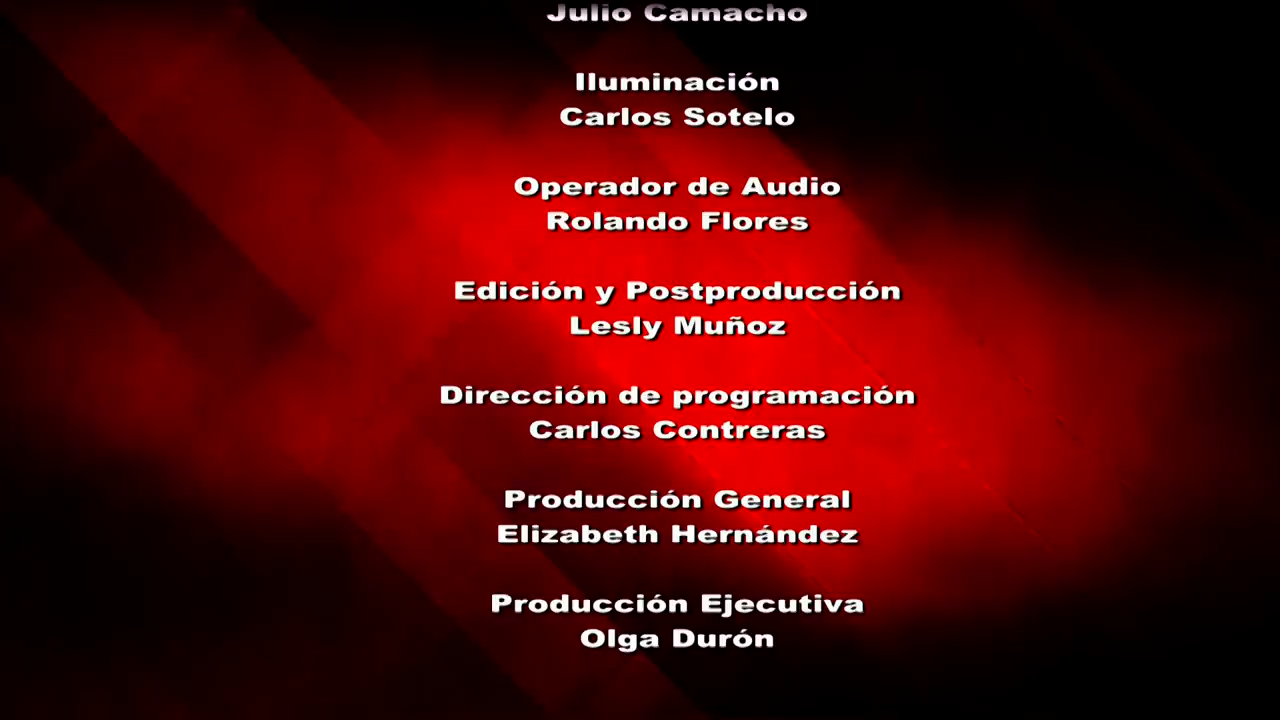 Julio Camacho
Iluminación
Carlos Sotelo
Operador de Audio
Rolando Flores
Edición y Postproducción
Lesly Muñoz
Dirección de programación
Carlos Contreras
Producción General
Elizabeth Hernández
Producción Ejecutiva
Olga Durón